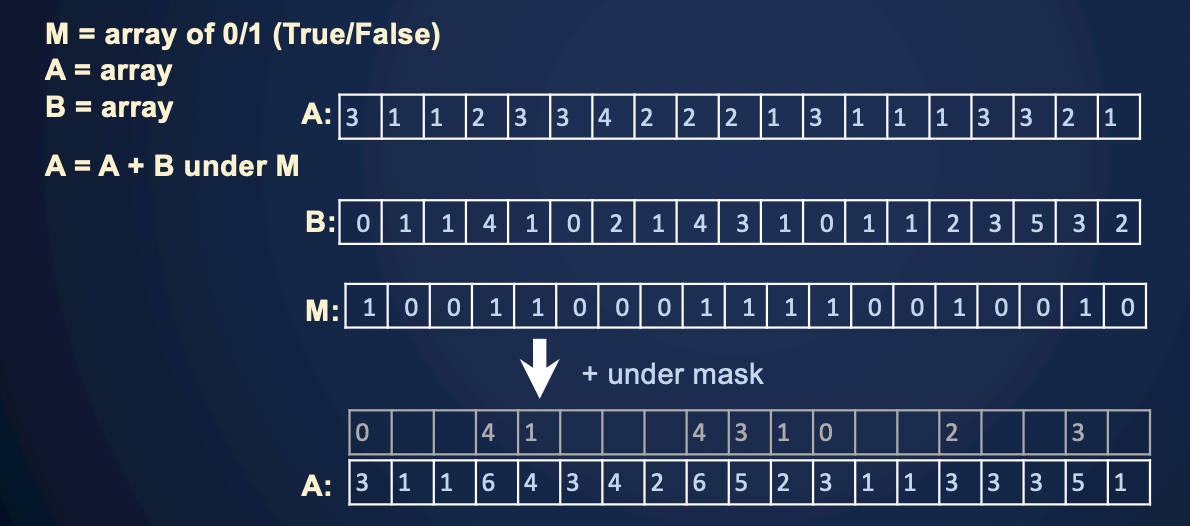 M = array of 0/1 (True/False)
A = array
B = array
A: 3 1 1 2 3 3 4 2 2 2 1 3 1 1 1 3 3 2 1
A = A + B under M
B: 0 1 1 4 1 0 2 1 4 3 1 0 1 1 2 3 5 3 2
M: 1 0 0 1 1 0 0 0 1 1 1 1 0 0 1 0 0 1 0
+ under mask
0 4 1 4 3 1 0 2 3
A: 3 1 1 6 4 3 4 2 6 5 2 3 1 1 3 3 3 5 1